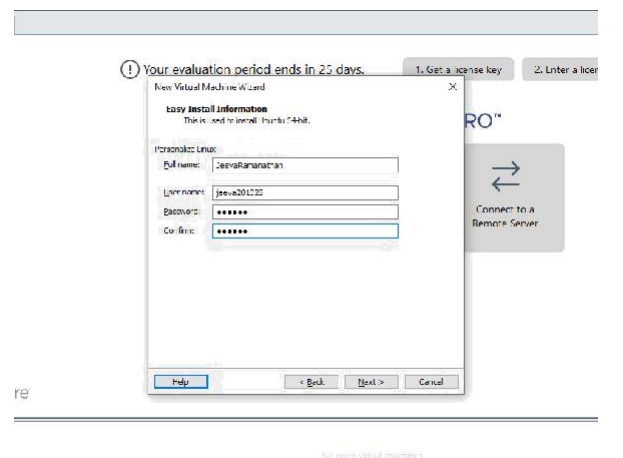 Your evaluation period ends in 25 days.
1. Get a license key
2. Enter a licen
New Virtual Machine Wizard
Easy Install Information
This is used to install Ubuntu 64-bit.
RO™
Personalize Linux
Full name: JeevaRamanathan
User name:
Password: ●●●●●●
Confirm: ●●●●●●
Connect to a
Remote Server
Help
< Back
Next >
Cancel
re